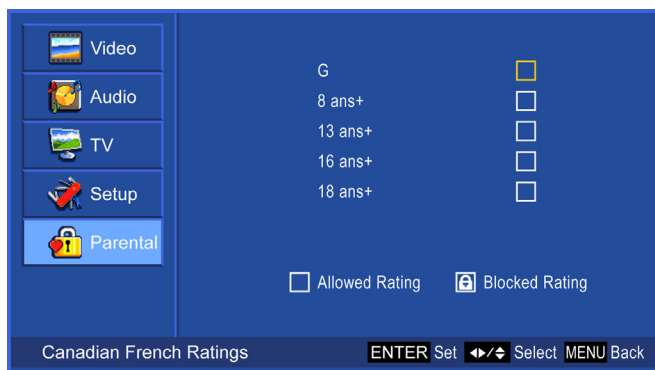 Video
Audio
TV
Setup
Parental
G
8 ans+
13 ans+
16 ans+
18 ans+
Allowed Rating Blocked Rating
Canadian French Ratings ENTER Set Select MENU Back